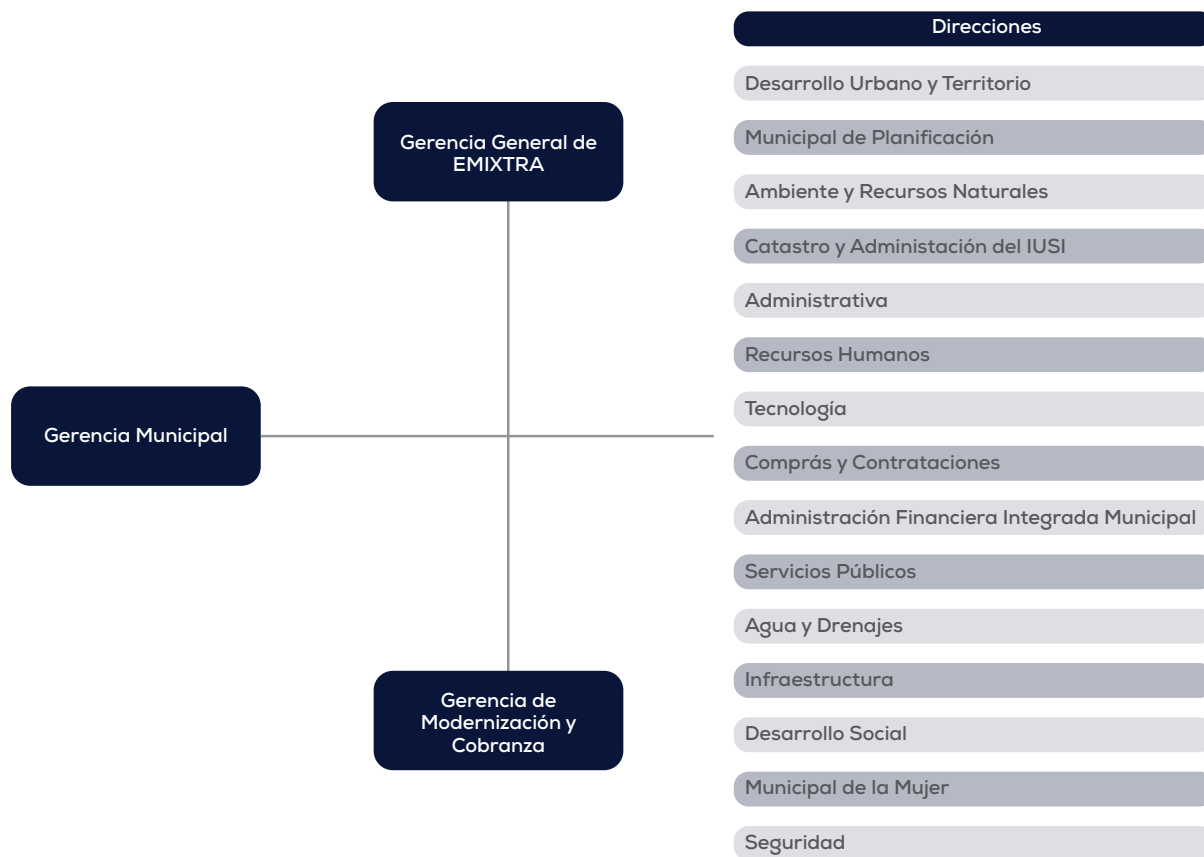 Direcciones
Desarrollo Urbano y Territorio
Gerencia General de
EMIXTRA
Municipal de Planificación
Ambiente y Recursos Naturales
Catastro y Administación del IUSI
Administrativa
Recursos Humanos
Tecnología
Gerencia Municipal
Comprás y Contrataciones
Administración Financiera Integrada Municipal
Servicios Públicos
Agua y Drenajes
Infraestructura
Gerencia de
Modernización y
Cobranza
Desarrollo Social
Municipal de la Mujer
Seguridad